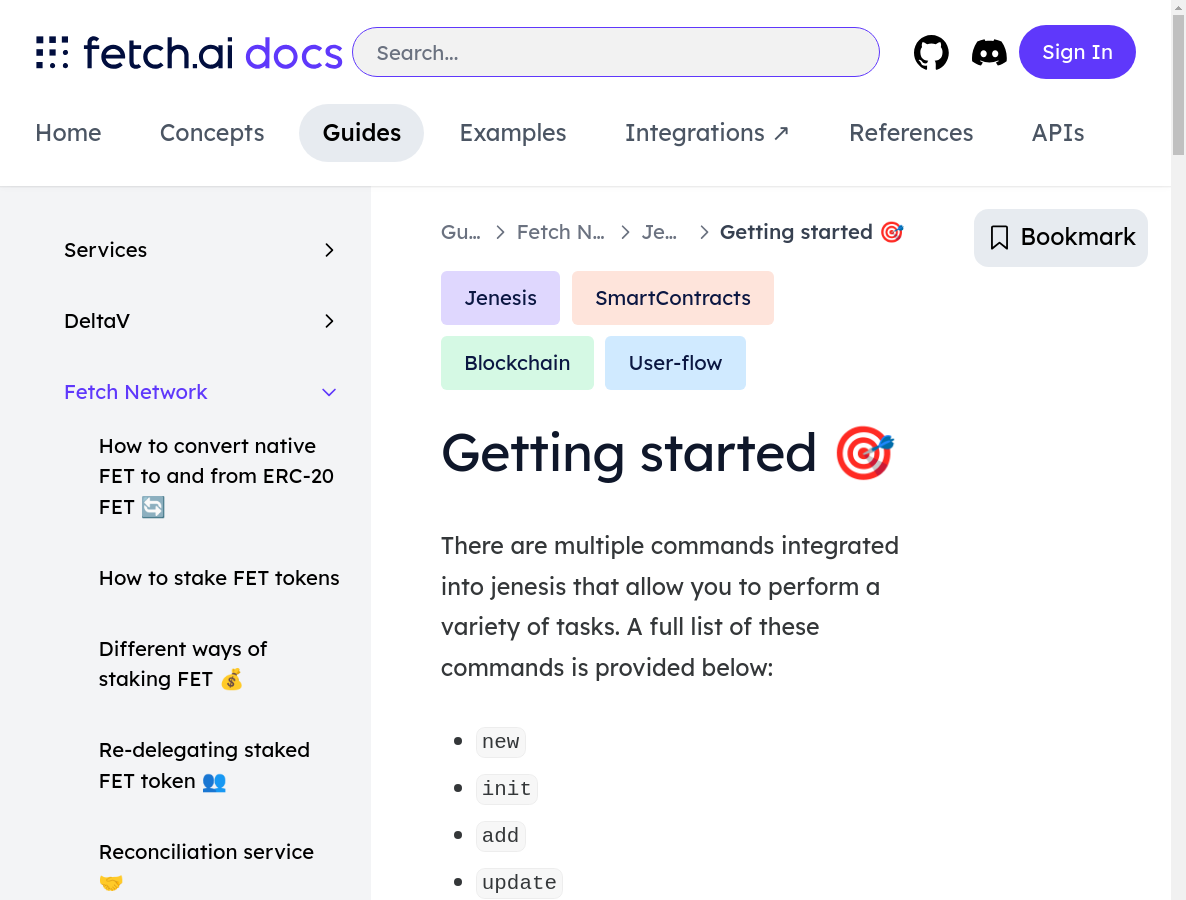 fetch.ai docs
Search...
Sign In
Home
Concepts
Guides
Examples
Integrations ↗
References
APIs
Services
DeltaV
Fetch Network
How to convert native
FET to and from ERC-20
FET 🔄
How to stake FET tokens
Different ways of
staking FET 💰
Re-delegating staked
FET token 👥
Reconciliation service
🤝
Gu... > Fetch N... > Je... > Getting started 🎯
Bookmark
Jenesis
SmartContracts
Blockchain
User-flow
Getting started 🎯
There are multiple commands integrated
into jenesis that allow you to perform a
variety of tasks. A full list of these
commands is provided below:
• new
• init
• add
• update